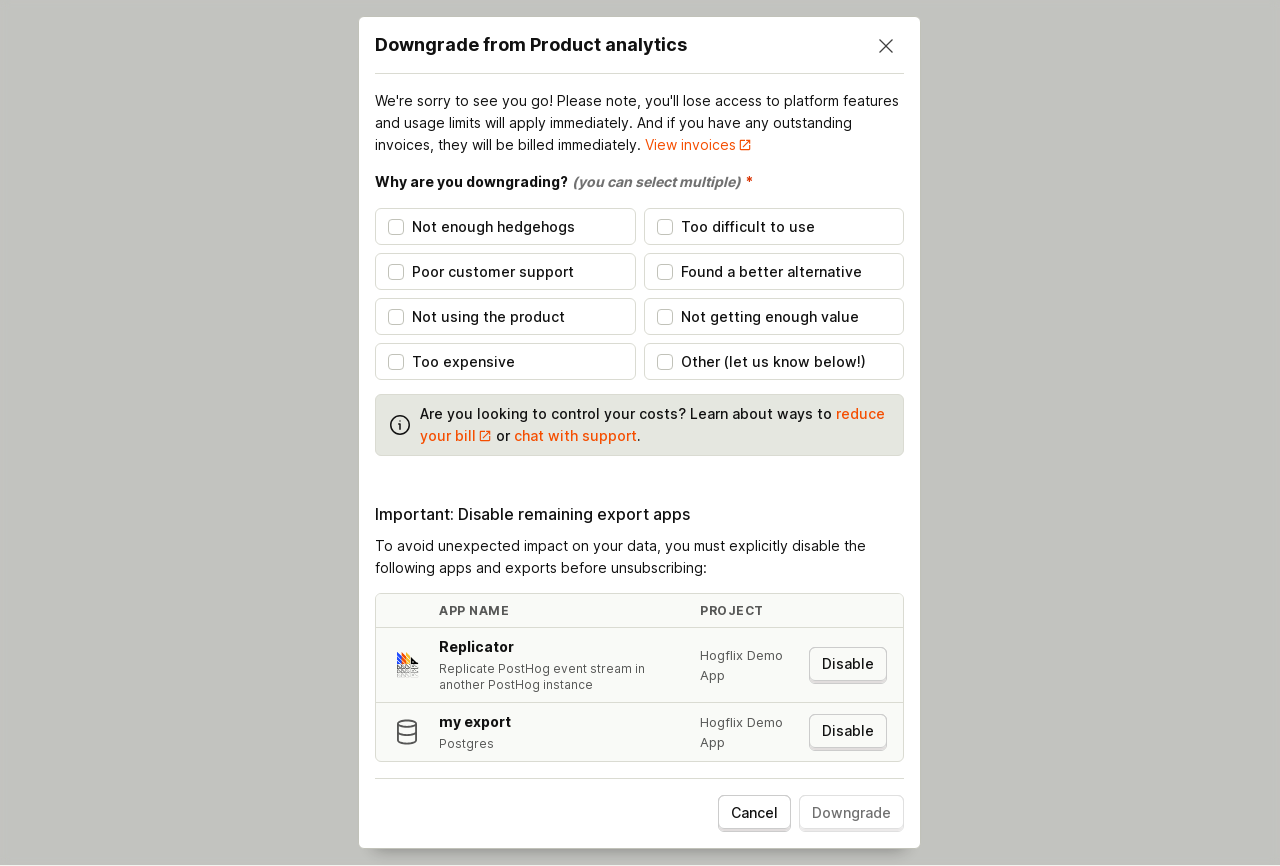 Downgrade from Product analytics
We're sorry to see you go! Please note, you'll lose access to platform features
and usage limits will apply immediately. And if you have any outstanding
invoices, they will be billed immediately. View invoices
Why are you downgrading? (you can select multiple) *
Not enough hedgehogs
Too difficult to use
Poor customer support
Found a better alternative
Not using the product
Not getting enough value
Too expensive
Other (let us know below!)
Are you looking to control your costs? Learn about ways to reduce
your bill or chat with support.
Important: Disable remaining export apps
To avoid unexpected impact on your data, you must explicitly disable the
following apps and exports before unsubscribing:
APP NAME PROJECT
Replicator
Replicate PostHog event stream in
another PostHog instance
Hogflix Demo
App
Disable
my export
Postgres
Hogflix Demo
App
Disable
Cancel
Downgrade